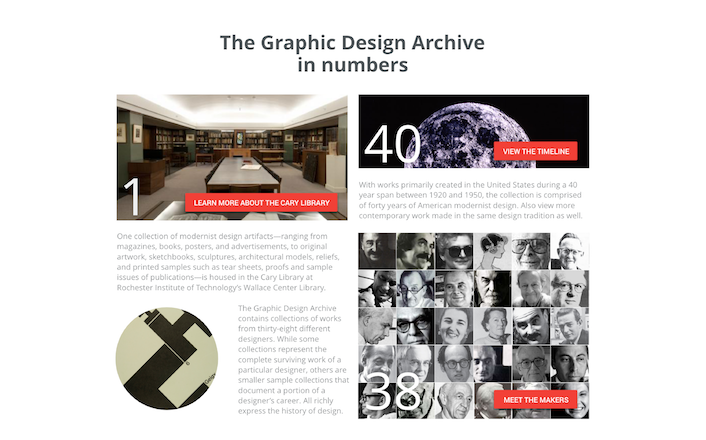 The Graphic Design Archive
in numbers
1
LEARN MORE ABOUT THE CARY LIBRARY
One collection of modernist design artifacts—ranging from
magazines, books, posters, and advertisements, to original
artwork, sketchbooks, sculptures, architectural models, reliefs,
and printed samples such as tear sheets, proofs and sample
issues of publications—is housed in the Cary Library at
Rochester Institute of Technology's Wallace Center Library.
The Graphic Design Archive
contains collections of works
from thirty-eight different
designers. While some
collections represent the
complete surviving work of a
particular designer, others are
smaller sample collections that
document a portion of a
designer's career. All richly
express the history of design.
40
VIEW THE TIMELINE
With works primarily created in the United States during a 40
year span between 1920 and 1950, the collection is comprised
of forty years of American modernist design. Also view more
contemporary work made in the same design tradition as well.
38
MEET THE MAKERS